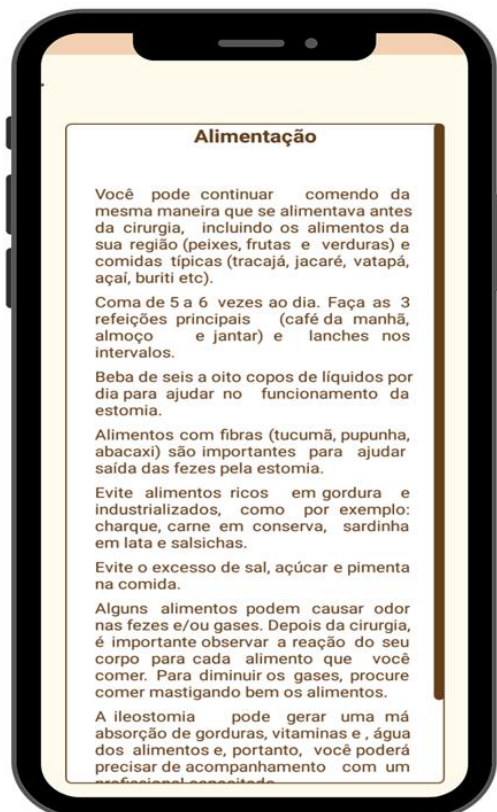 Alimentação
Você pode continuar comendo da
mesma maneira que se alimentava antes
da cirurgia, incluindo os alimentos da
sua região (peixes, frutas e verduras) e
comidas típicas (tracajá, jacaré, vatapá,
açaí, buriti etc).
Coma de 5 a 6 vezes ao dia. Faça as 3
refeições principais (café da manhã,
almoço e jantar) e lanches nos
intervalos.
Beba de seis a oito copos de líquidos por
dia para ajudar no funcionamento da
estomia.
Alimentos com fibras (tucumã, pupunha,
abacaxi) são importantes para ajudar
saída das fezes pela estomia.
Evite alimentos ricos em gordura e
industrializados, como por exemplo:
charque, carne em conserva, sardinha
em lata e salsichas.
Evite o excesso de sal, açúcar e pimenta
na comida.
Alguns alimentos podem causar odor
nas fezes e/ou gases. Depois da cirurgia,
é importante observar a reação do seu
corpo para cada alimento que você
comer. Para diminuir os gases, procure
comer mastigando bem os alimentos.
A ileostomia pode gerar uma má
absorção de gorduras, vitaminas e , água
dos alimentos e, portanto, você poderá
precisar de acompanhamento com um